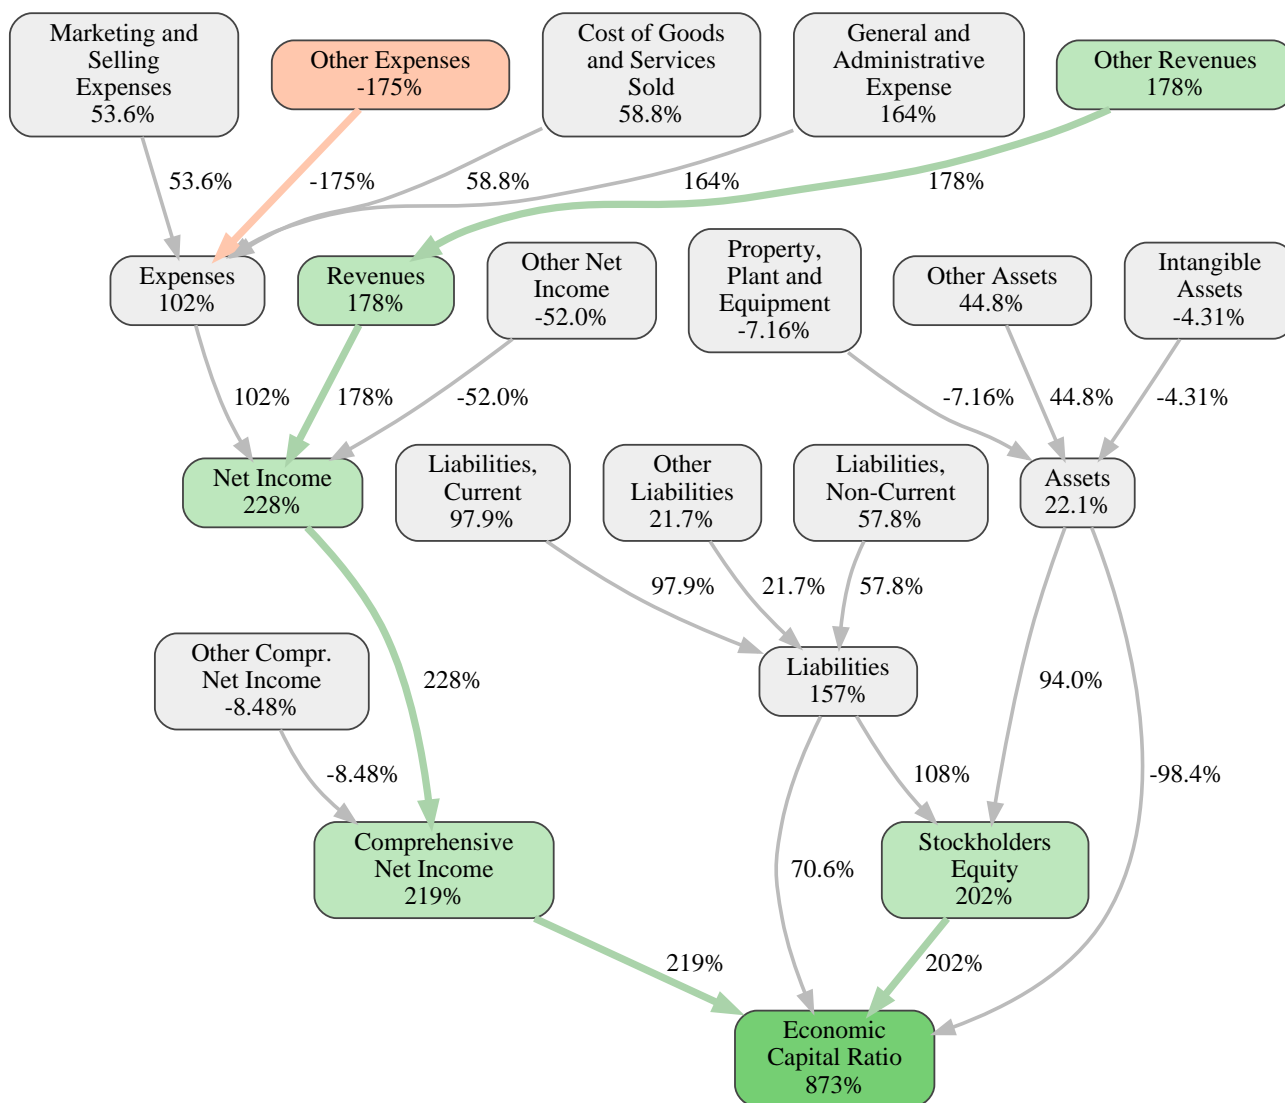 Marketing and
Selling
Expenses
53.6%
Other Expenses
-175%
Cost of Goods
and Services
Sold
58.8%
General and
Administrative
Expense
164%
Other Revenues
178%
53.6%
-175%
58.8%
164%
178%
Expenses
102%
Revenues
178%
Other Net
Income
-52.0%
Property,
Plant and
Equipment
-7.16%
Other Assets
44.8%
Intangible
Assets
-4.31%
102%
178%
-52.0%
-7.16%
44.8%
-4.31%
Net Income
228%
Liabilities,
Current
97.9%
Other
Liabilities
21.7%
Liabilities,
Non-Current
57.8%
Assets
22.1%
97.9%
21.7%
57.8%
Other Compr.
Net Income
-8.48%
228%
Liabilities
157%
94.0%
-8.48%
108%
-98.4%
Comprehensive
Net Income
219%
70.6%
Stockholders
Equity
202%
219%
202%
Economic
Capital Ratio
873%